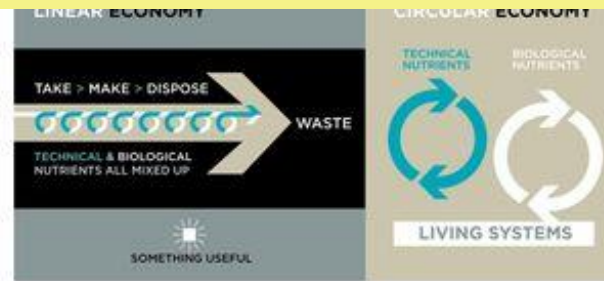 LINEAR ECONOMY
TAKE > MAKE > DISPOSE
WASTE
TECHNICAL & BIOLOGICAL
NUTRIENTS ALL MIXED UP
SOMETHING USEFUL
CIRCULAR ECONOMY
TECHNICAL
NUTRIENTS
BIOLOGICAL
NUTRIENTS
LIVING SYSTEMS